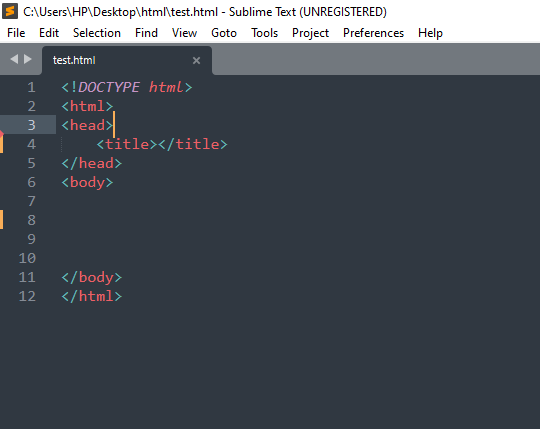 C:\Users\HP\Desktop\html\test.html - Sublime Text (UNREGISTERED)
File Edit Selection Find View Goto Tools Project Preferences Help
test.html ×
1 <!DOCTYPE html>
2 <html>
3 <head>
4     <title></title>
5 </head>
6 <body>
7
8
9
10
11 </body>
12 </html>